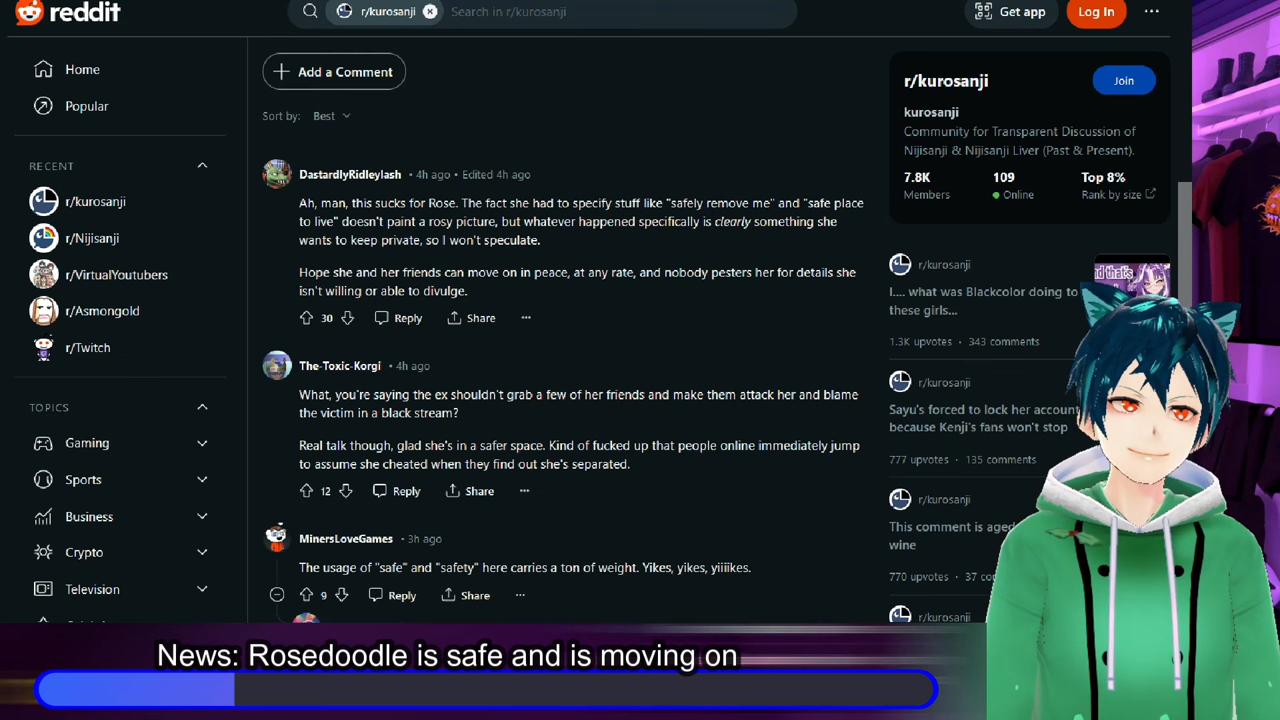 reddit
r/kurosanji
Search in r/kurosanji
Get app
Log In
Home
Popular
RECENT
r/kurosanji
r/Nijisanji
r/VirtualYoutubers
r/Asmongold
r/Twitch
TOPICS
Gaming
Sports
Business
Crypto
Television
Add a Comment
Sort by: Best
DastardlyRidleylash • 4h ago • Edited 4h ago
Ah, man, this sucks for Rose. The fact she had to specify stuff like "safely remove me" and "safe place
to live" doesn't paint a rosy picture, but whatever happened specifically is clearly something she
wants to keep private, so I won't speculate.
Hope she and her friends can move on in peace, at any rate, and nobody pesters her for details she
isn't willing or able to divulge.
30 Reply Share
The-Toxic-Korgi • 4h ago
What, you're saying the ex shouldn't grab a few of her friends and make them attack her and blame
the victim in a black stream?
Real talk though, glad she's in a safer space. Kind of fucked up that people online immediately jump
to assume she cheated when they find out she's separated.
12 Reply Share
MinersLoveGames • 3h ago
The usage of "safe" and "safety" here carries a ton of weight. Yikes, yikes, yiiiikes.
9 Reply Share
r/kurosanji
Join
kurosanji
Community for Transparent Discussion of
Nijisanji & Nijisanji Liver (Past & Present).
7.8K 109 Top 8%
Members Online Rank by size
r/kurosanji
I.... what was Blackcolor doing to
these girls...
1.3K upvotes • 343 comments
nd that's
r/kurosanji
Sayu's forced to lock her account
because Kenji's fans won't stop
777 upvotes • 135 comments
r/kurosanji
This comment is aged
wine
770 upvotes • 37 co
r/kurosanji
News: Rosedoodle is safe and is moving on